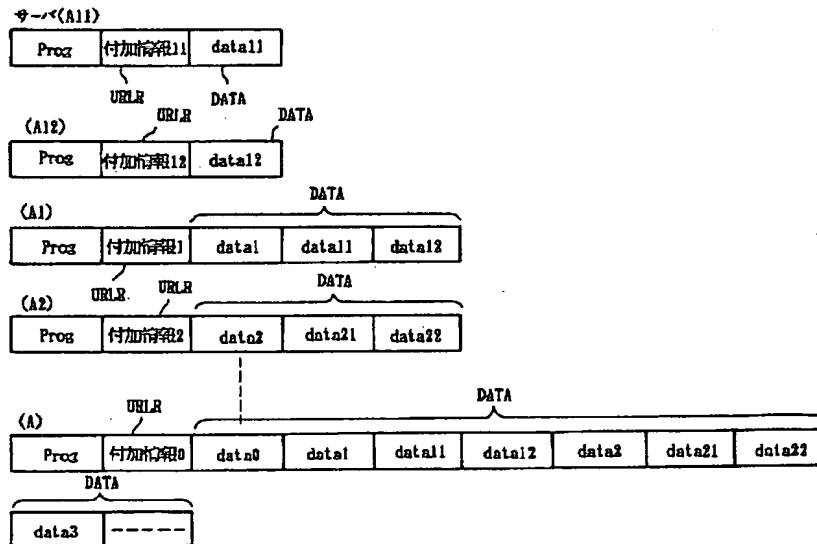 サーバ(A11)
Prog 付加情報11 data11
URLR DATA
(A12) URLR DATA
Prog 付加情報12 data12
(A1) DATA
Prog 付加情報1 data1 data11 data12
URLR URLR
(A2) DATA
Prog 付加情報2 data2 data21 data22
(A) URLR DATA
Prog 付加情報0 data0 data1 data11 data12 data2 data21 data22
DATA
data3